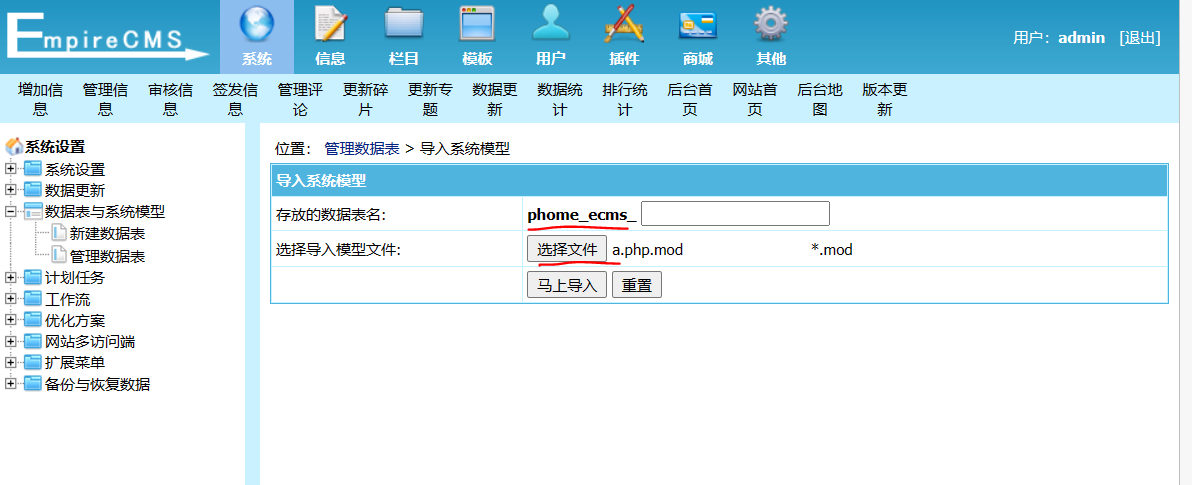 EmpireCMS
系统
信息
栏目
模板
用户
插件
商城
其他
用户：admin [退出]
增加信息
管理信息
审核信息
签发信息
管理评论
更新碎片
更新专题
数据更新
数据统计
排行统计
后台首页
网站首页
后台地图
版本更新
系统设置
系统设置
数据更新
数据表与系统模型
新建数据表
管理数据表
计划任务
工作流
优化方案
网站多访问端
扩展菜单
备份与恢复数据
位置： 管理数据表 > 导入系统模型
导入系统模型
存放的数据表名: phome_ecms_
选择导入模型文件: 选择文件 a.php.mod *.mod
马上导入 重置